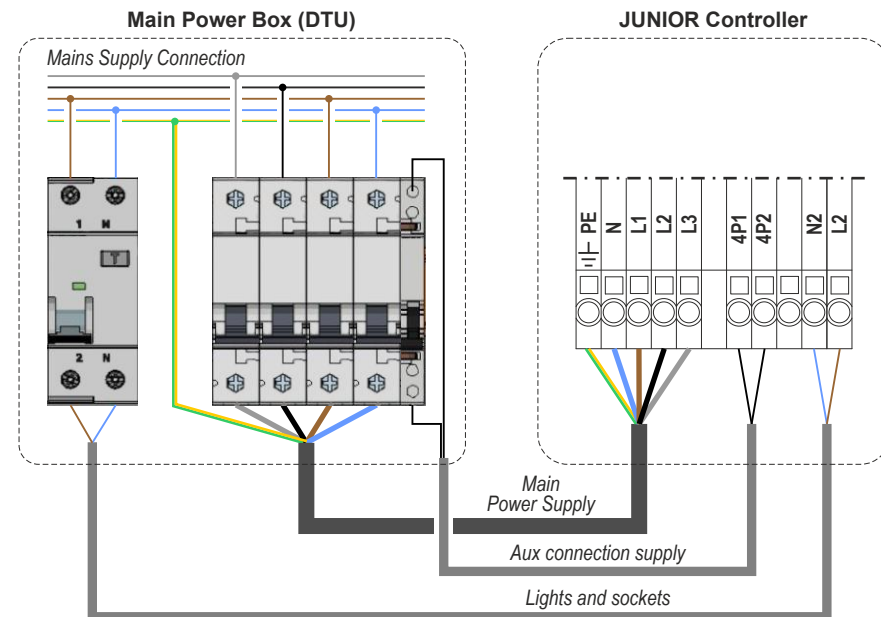 Main Power Box (DTU)
JUNIOR Controller
Mains Supply Connection
1 N
T
2 N
PE
N
L1
L2
L3
4P1
4P2
N2
L2
Main
Power Supply
Aux connection supply
Lights and sockets